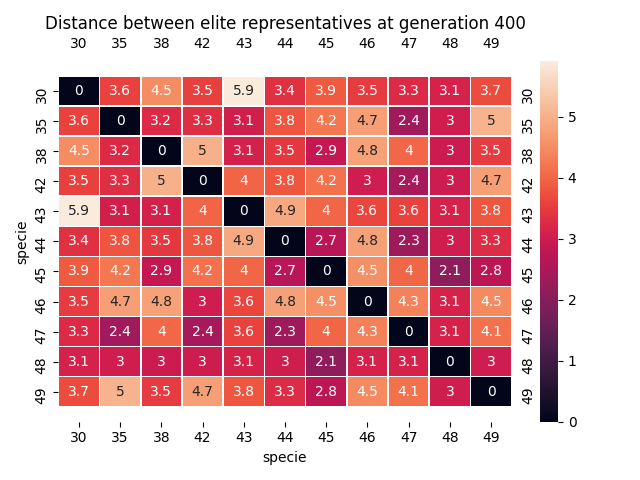 Distance between elite representatives at generation 400
30 35 38 42 43 44 45 46 47 48 49
30 0 3.6 4.5 3.5 5.9 3.4 3.9 3.5 3.3 3.1 3.7 30
35 3.6 0 3.2 3.3 3.1 3.8 4.2 4.7 2.4 3 5 35
38 4.5 3.2 0 5 3.1 3.5 2.9 4.8 4 3 3.5 38
42 3.5 3.3 5 0 4 3.8 4.2 3 2.4 3 4.7 42
43 5.9 3.1 3.1 4 0 4.9 4 3.6 3.6 3.1 3.8 43
44 3.4 3.8 3.5 3.8 4.9 0 2.7 4.8 2.3 3 3.3 44
45 3.9 4.2 2.9 4.2 4 2.7 0 4.5 4 2.1 2.8 45
46 3.5 4.7 4.8 3 3.6 4.8 4.5 0 4.3 3.1 4.5 46
47 3.3 2.4 4 2.4 3.6 2.3 4 4.3 0 3.1 4.1 47
48 3.1 3 3 3 3.1 3 2.1 3.1 3.1 0 3 48
49 3.7 5 3.5 4.7 3.8 3.3 2.8 4.5 4.1 3 0 49
30 35 38 42 43 44 45 46 47 48 49
specie
specie
5
4
3
2
1
0